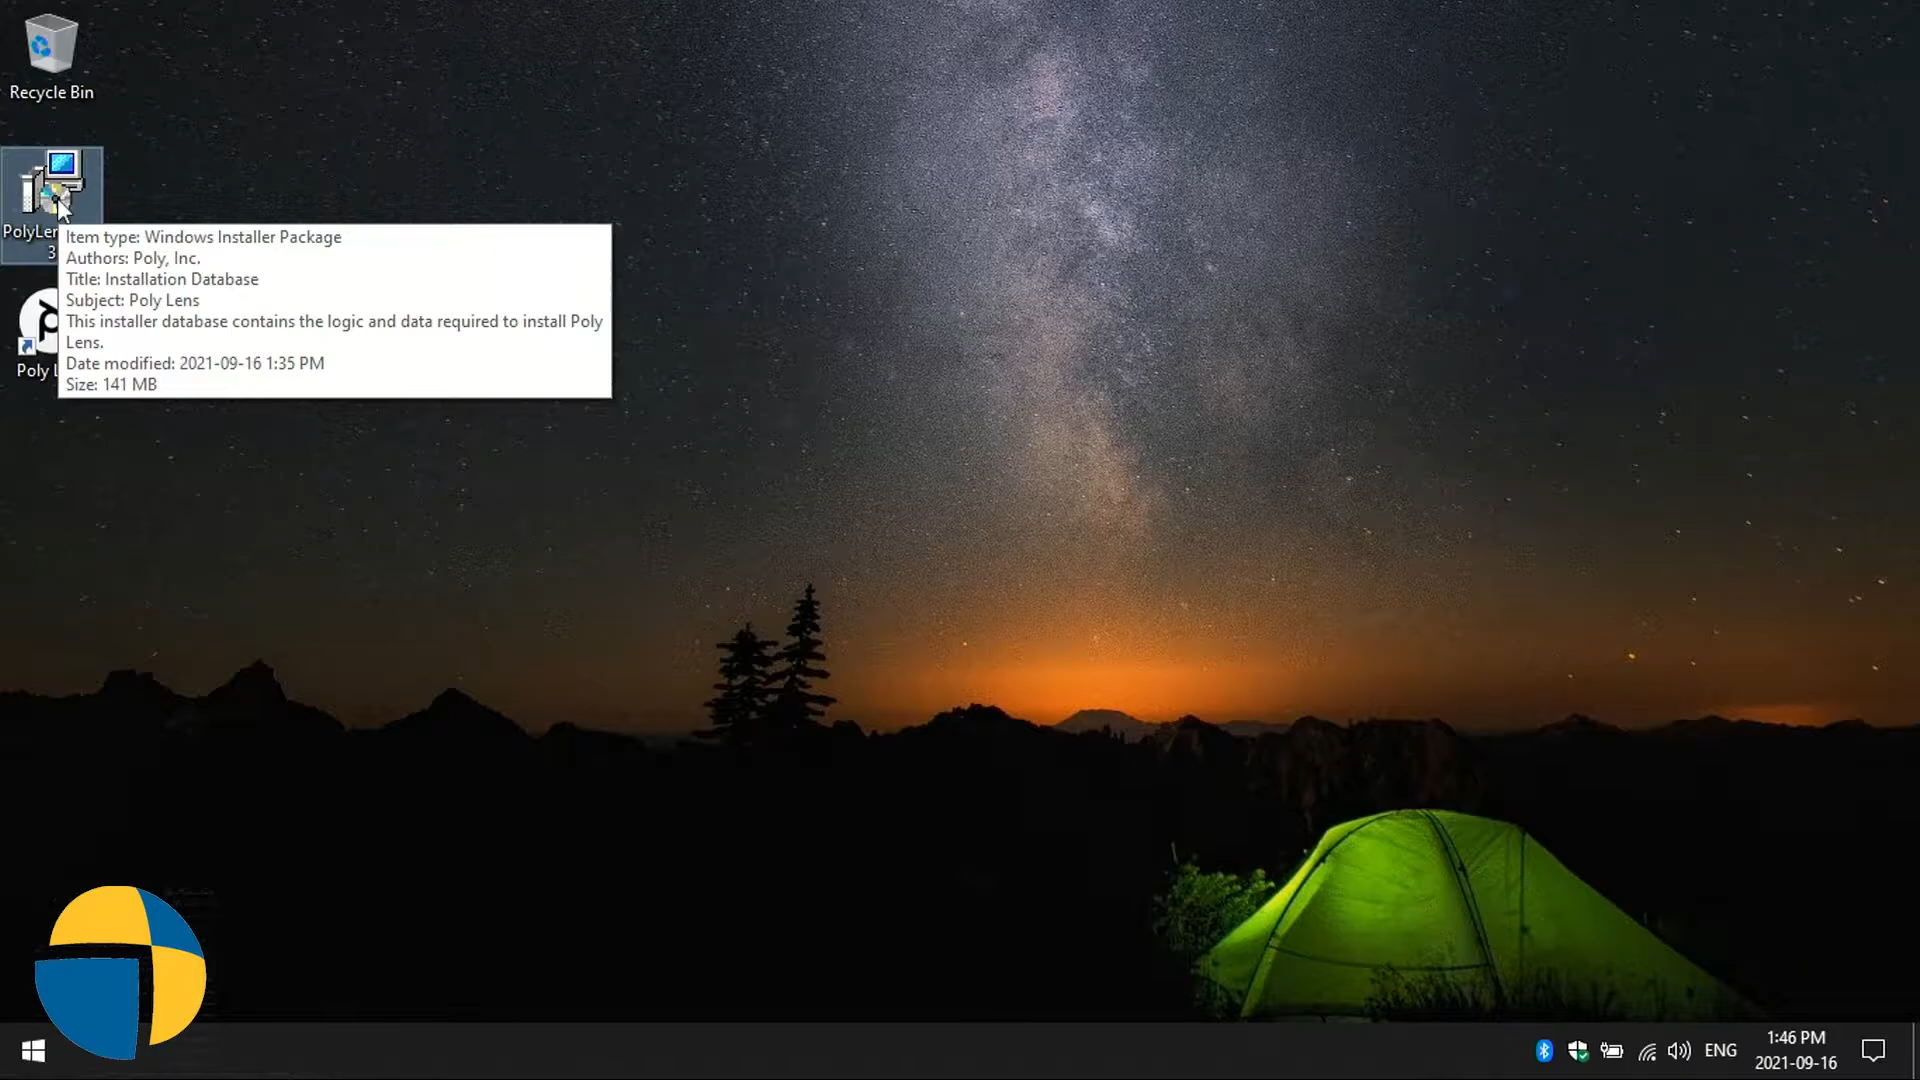 Recycle Bin
PolyLen
3
Item type: Windows Installer Package
Authors: Poly, Inc.
Title: Installation Database
Subject: Poly Lens
This installer database contains the logic and data required to install Poly
Lens.
Date modified: 2021-09-16 1:35 PM
Size: 141 MB
Poly L
ENG
1:46 PM
2021-09-16